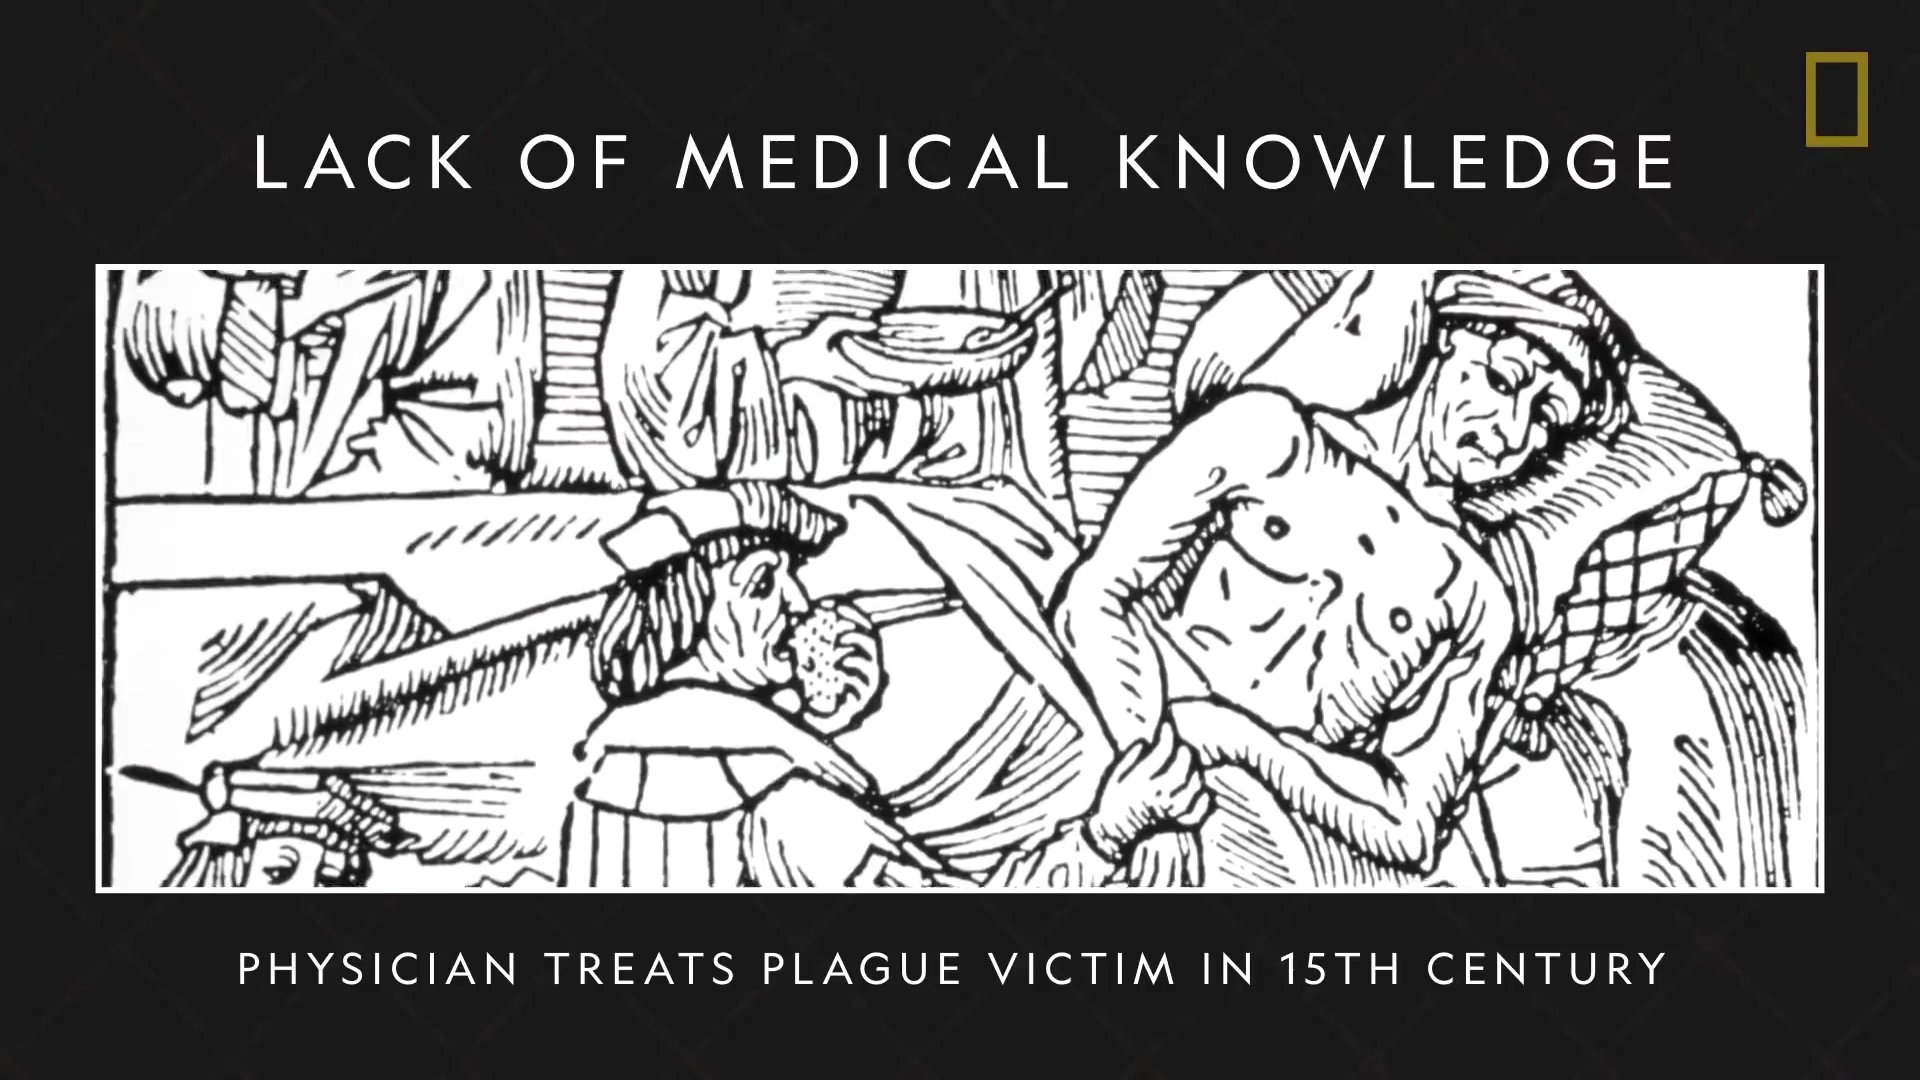 LACK OF MEDICAL KNOWLEDGE
PHYSICIAN TREATS PLAGUE VICTIM IN 15TH CENTURY